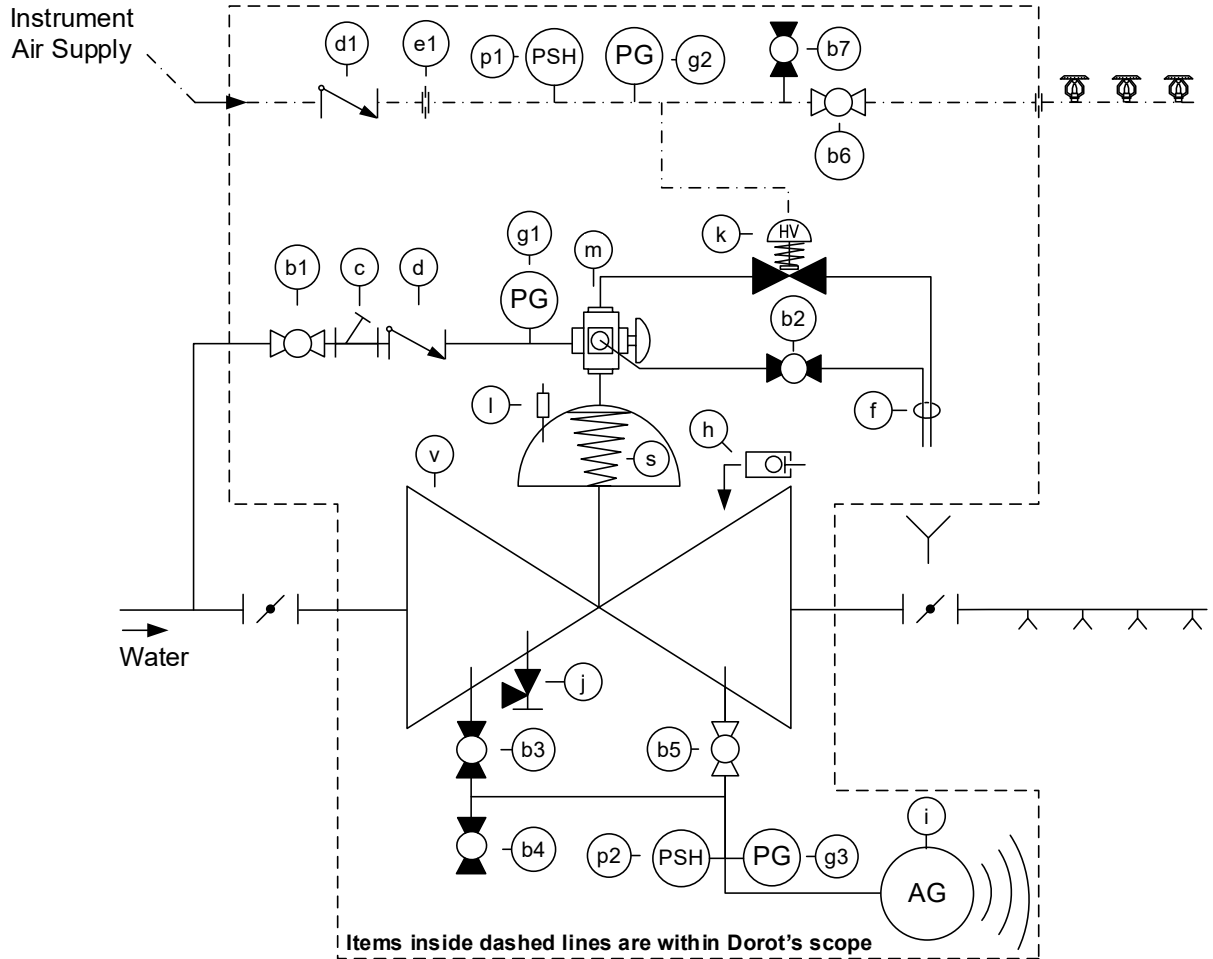 Instrument
Air Supply
d1
e1
p1
PSH
PG
g2
b7
b6
g1
m
k
HV
b1
c
d
PG
b2
l
f
h
s
v
Water
j
b3
b5
i
b4
p2
PSH
PG
g3
AG
Items inside dashed lines are within Dorot's scope